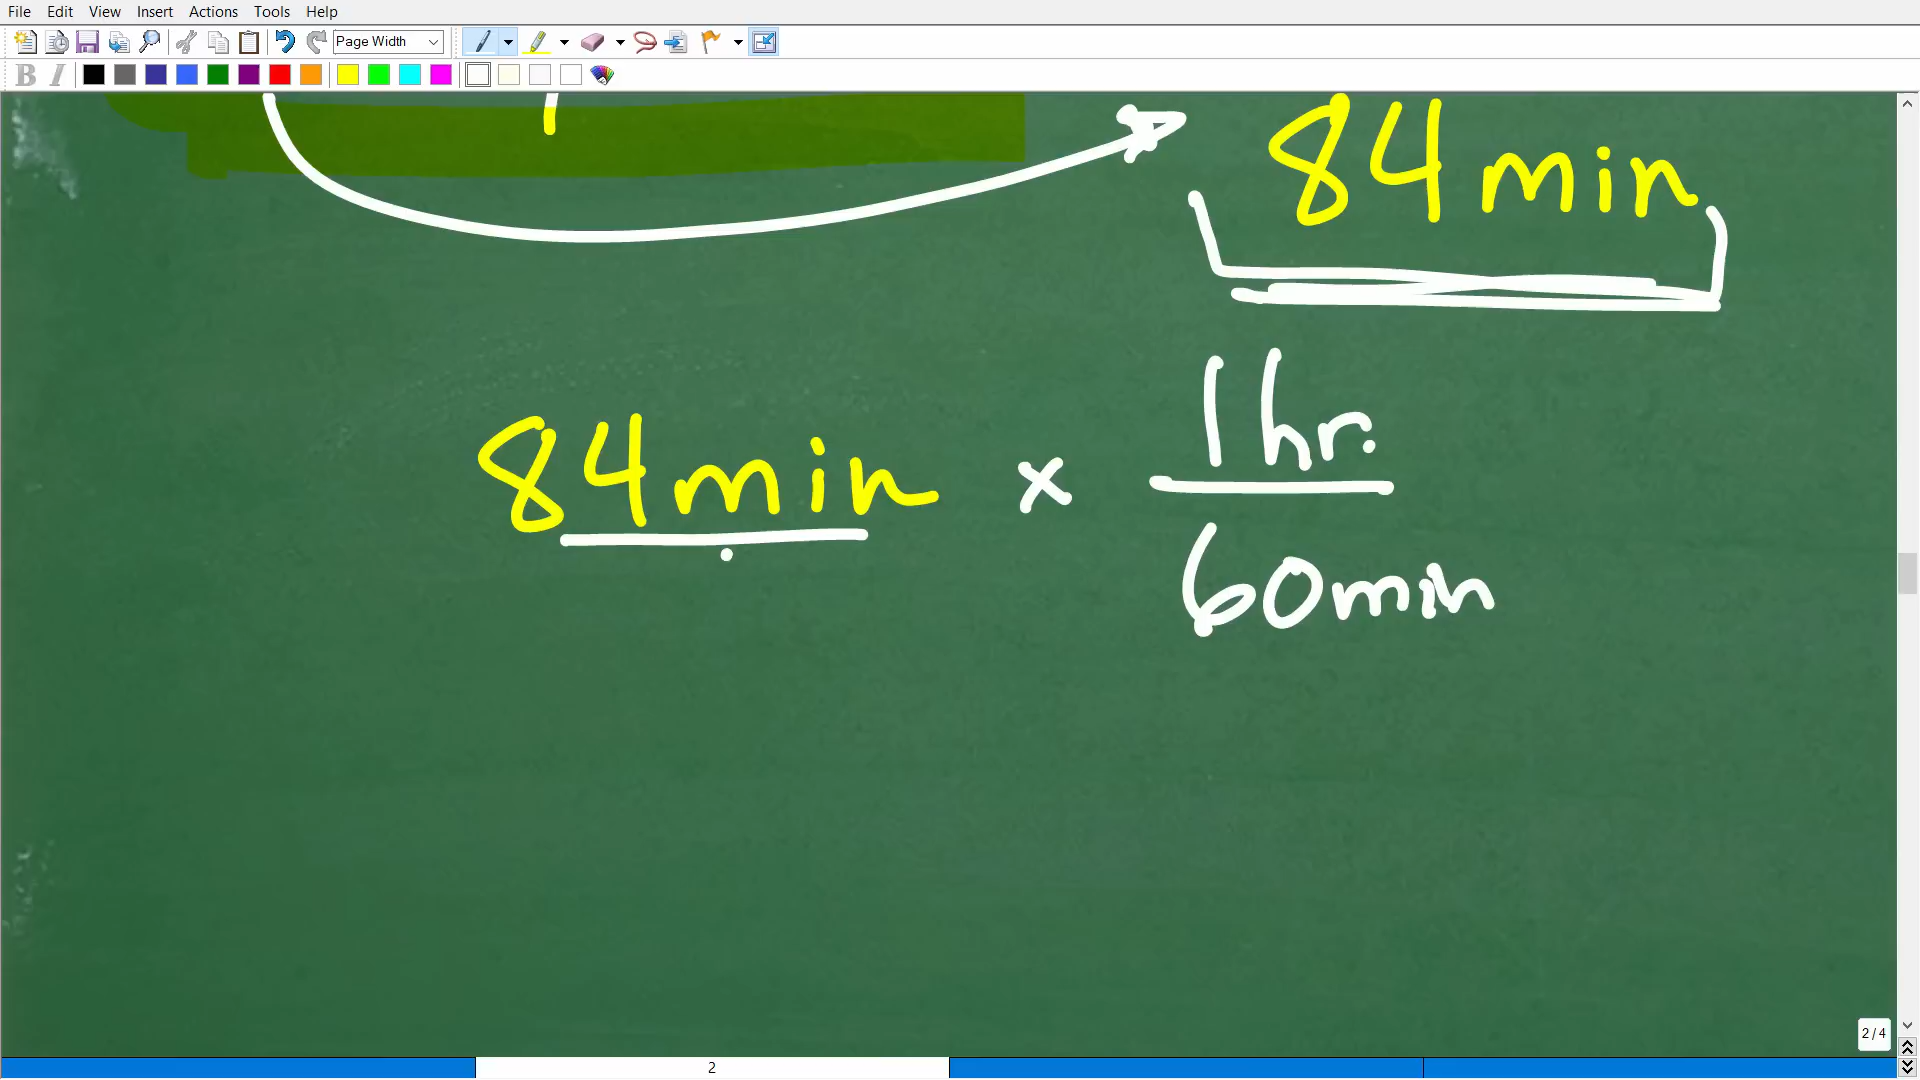 File Edit View Insert Actions Tools Help
Page Width
B I
84 min
84 min x 1 hr.
60 min
2 / 4
2